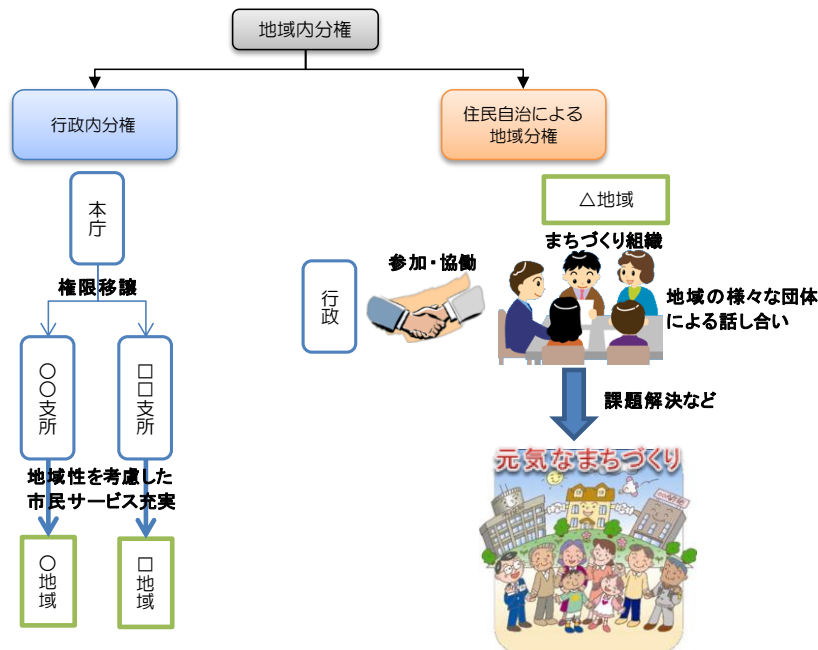 地域内分権
行政内分権
住民自治による
地域分権
本庁
権限移譲
〇〇支所
□□支所
地域性を考慮した
市民サービス充実
〇地域
□地域
△地域
まちづくり組織
参加・協働
行政
地域の様々な団体
による話し合い
課題解決など
元気なまちづくり